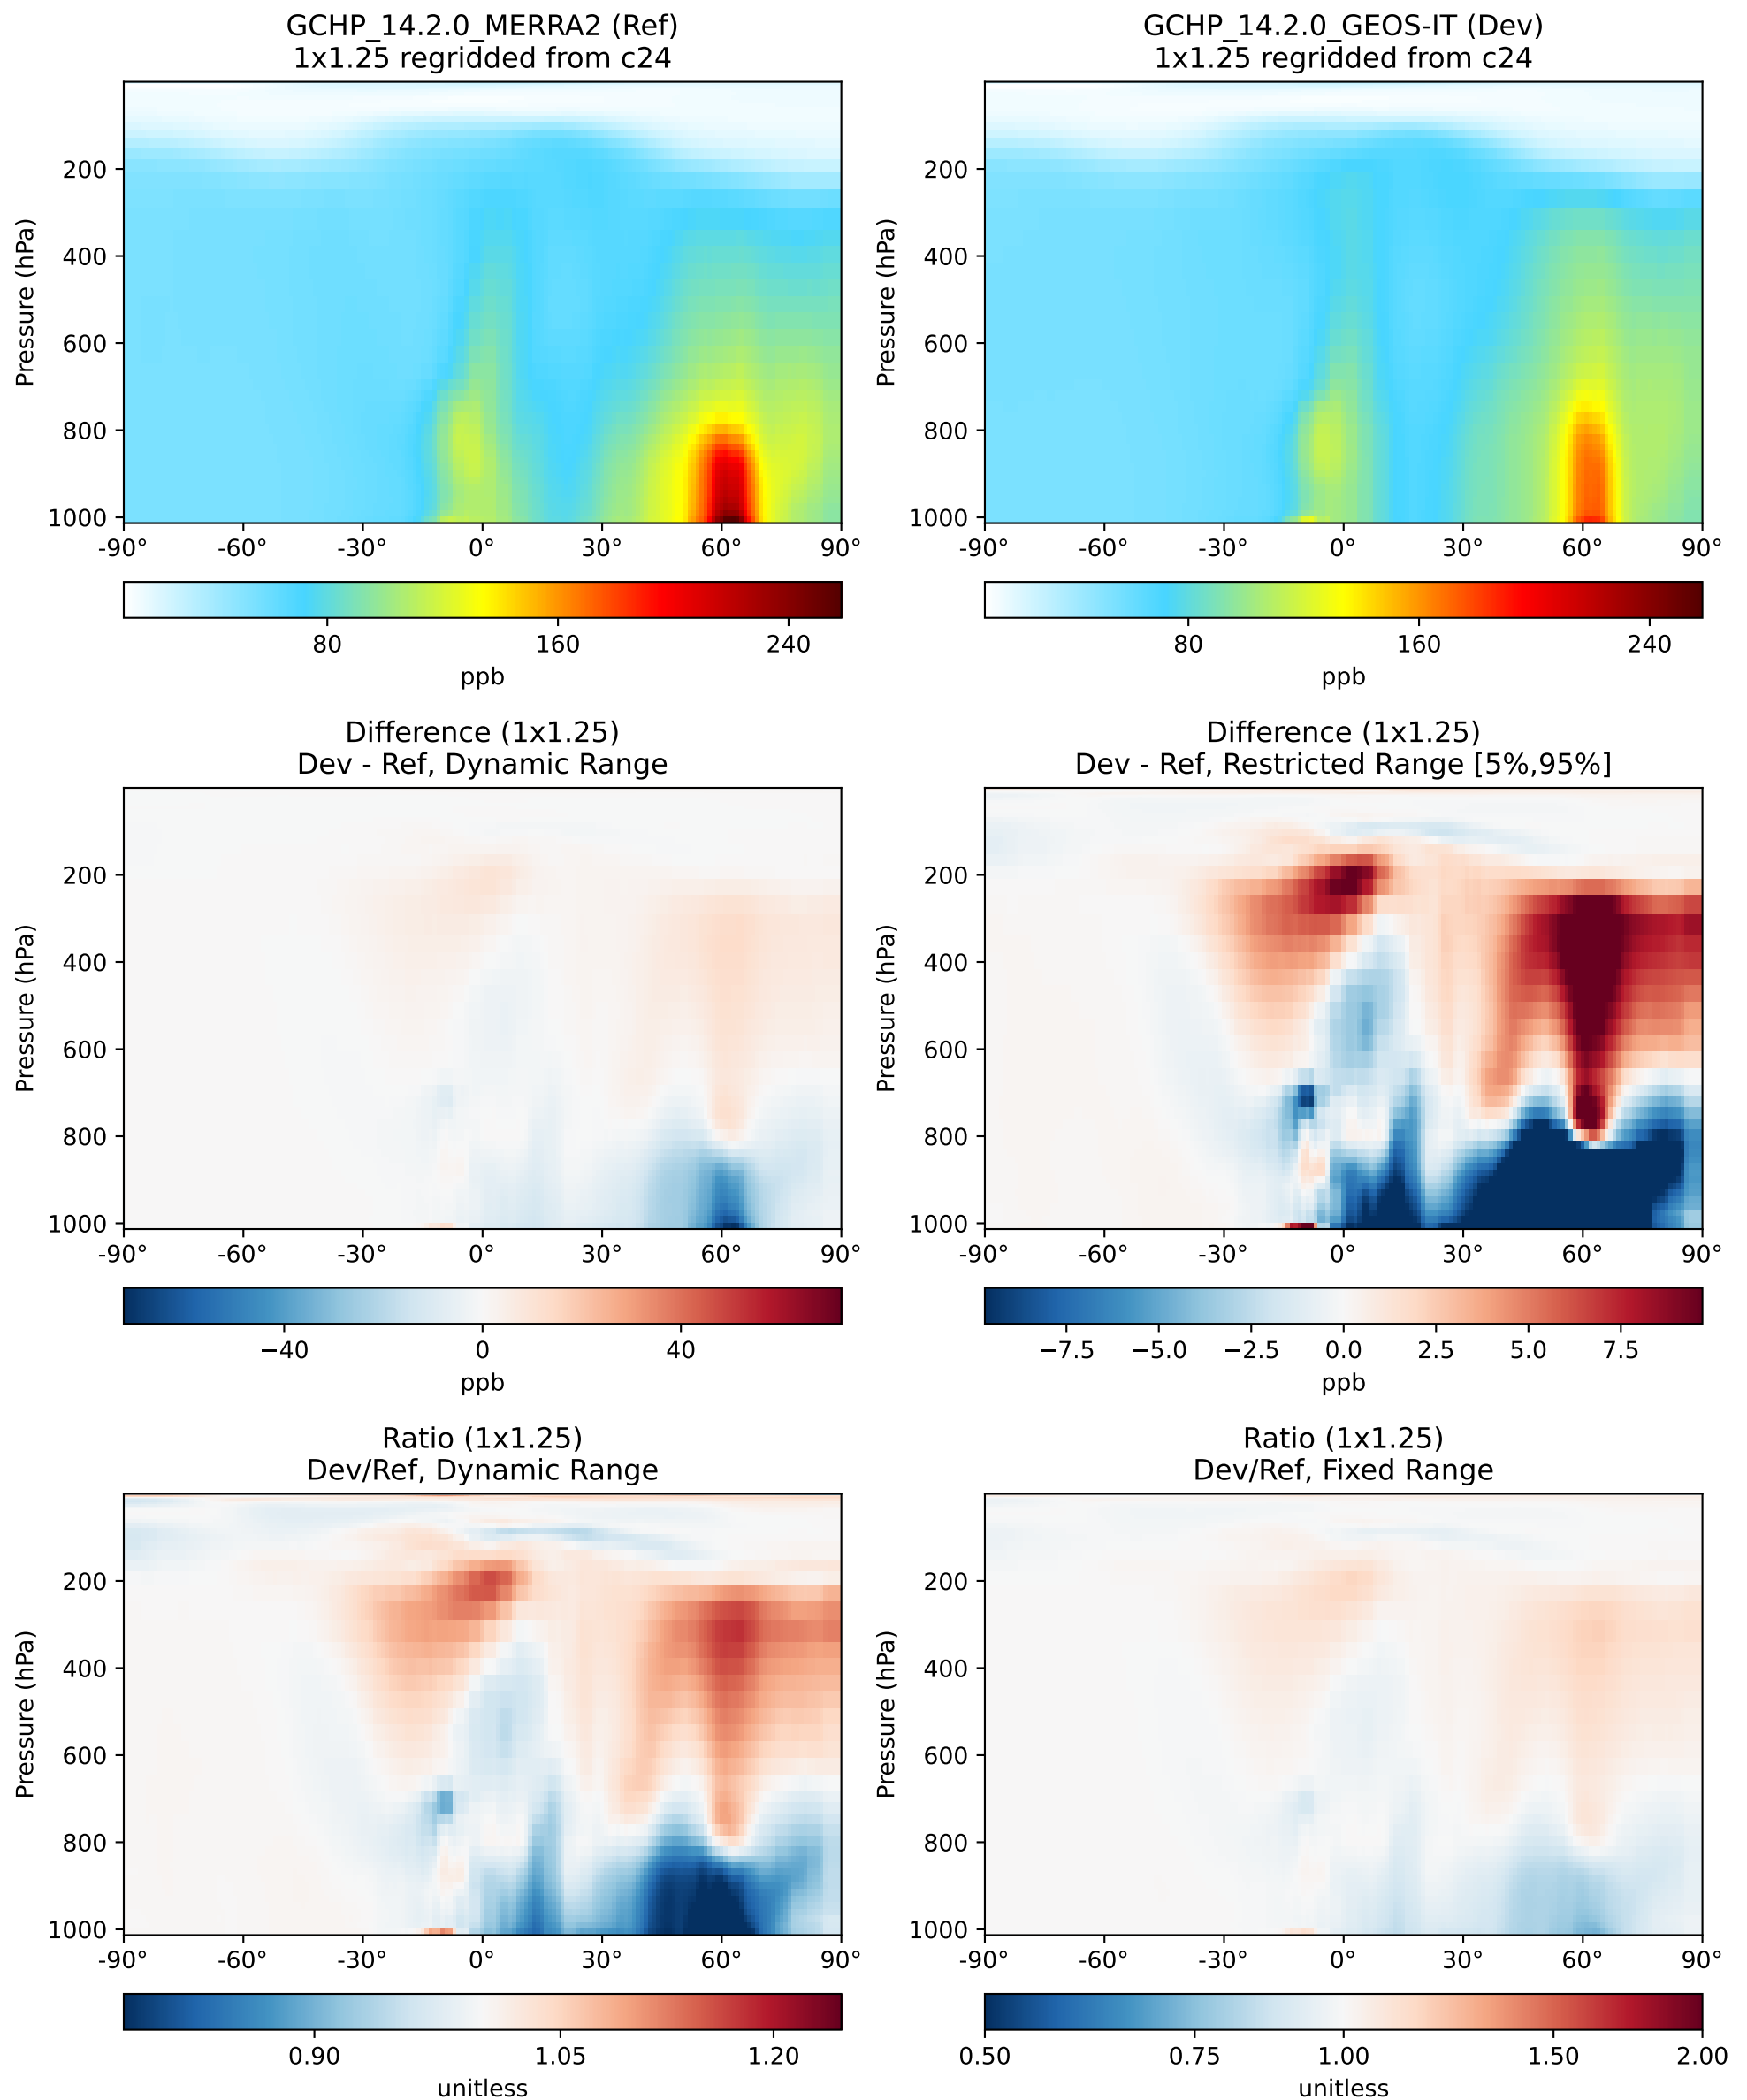 GCHP_14.2.0_MERRA2 (Ref)
1x1.25 regridded from c24
Pressure (hPa)
200
400
600
800
1000
-90° -60° -30° 0° 30° 60° 90°
80 160 240
ppb
GCHP_14.2.0_GEOS-IT (Dev)
1x1.25 regridded from c24
Pressure (hPa)
200
400
600
800
1000
-90° -60° -30° 0° 30° 60° 90°
80 160 240
ppb
Difference (1x1.25)
Dev - Ref, Dynamic Range
Pressure (hPa)
200
400
600
800
1000
-90° -60° -30° 0° 30° 60° 90°
−40 0 40
ppb
Difference (1x1.25)
Dev - Ref, Restricted Range [5%,95%]
Pressure (hPa)
200
400
600
800
1000
-90° -60° -30° 0° 30° 60° 90°
−7.5 −5.0 −2.5 0.0 2.5 5.0 7.5
ppb
Ratio (1x1.25)
Dev/Ref, Dynamic Range
Pressure (hPa)
200
400
600
800
1000
-90° -60° -30° 0° 30° 60° 90°
0.90 1.05 1.20
unitless
Ratio (1x1.25)
Dev/Ref, Fixed Range
Pressure (hPa)
200
400
600
800
1000
-90° -60° -30° 0° 30° 60° 90°
0.50 0.75 1.00 1.50 2.00
unitless